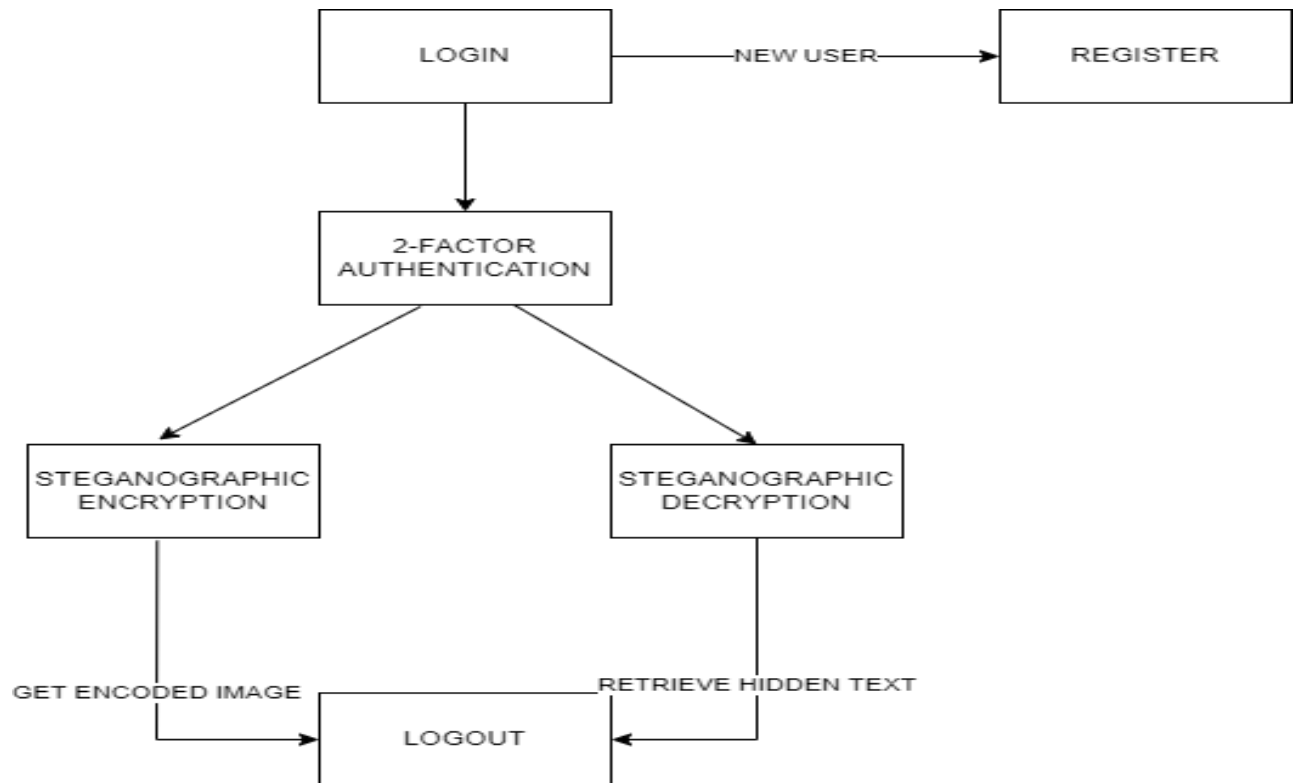 LOGIN
NEW USER
REGISTER
2-FACTOR
AUTHENTICATION
STEGANOGRAPHIC
ENCRYPTION
STEGANOGRAPHIC
DECRYPTION
GET ENCODED IMAGE
RETRIEVE HIDDEN TEXT
LOGOUT